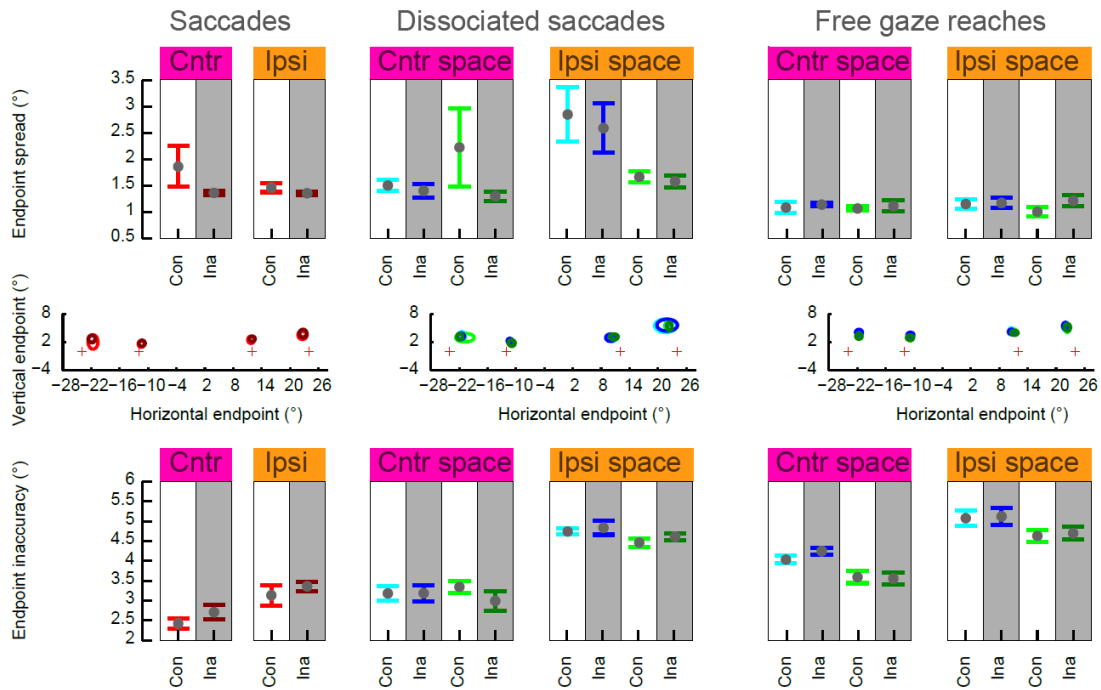 Saccades Dissociated saccades Free gaze reaches
Cntr Ipsi Cntr space Ipsi space Cntr space Ipsi space
Endpoint spread (°)
3.5
3
2.5
2
1.5
1
0.5
Con Ina Con Ina Con Ina Con Ina Con Ina Con Ina Con Ina Con Ina Con Ina Con Ina
Vertical endpoint (°)
8 8 8
2 2 2
−4 −4 −4
−28 −22 −16 −10 −4 2 8 14 20 26 −28 −22 −16 −10 −4 2 8 14 20 26 −28 −22 −16 −10 −4 2 8 14 20 26
Horizontal endpoint (°) Horizontal endpoint (°) Horizontal endpoint (°)
Cntr Ipsi Cntr space Ipsi space Cntr space Ipsi space
Endpoint inaccuracy (°)
6
5.5
5
4.5
4
3.5
3
2.5
2
Con Ina Con Ina Con Ina Con Ina Con Ina Con Ina Con Ina Con Ina Con Ina Con Ina